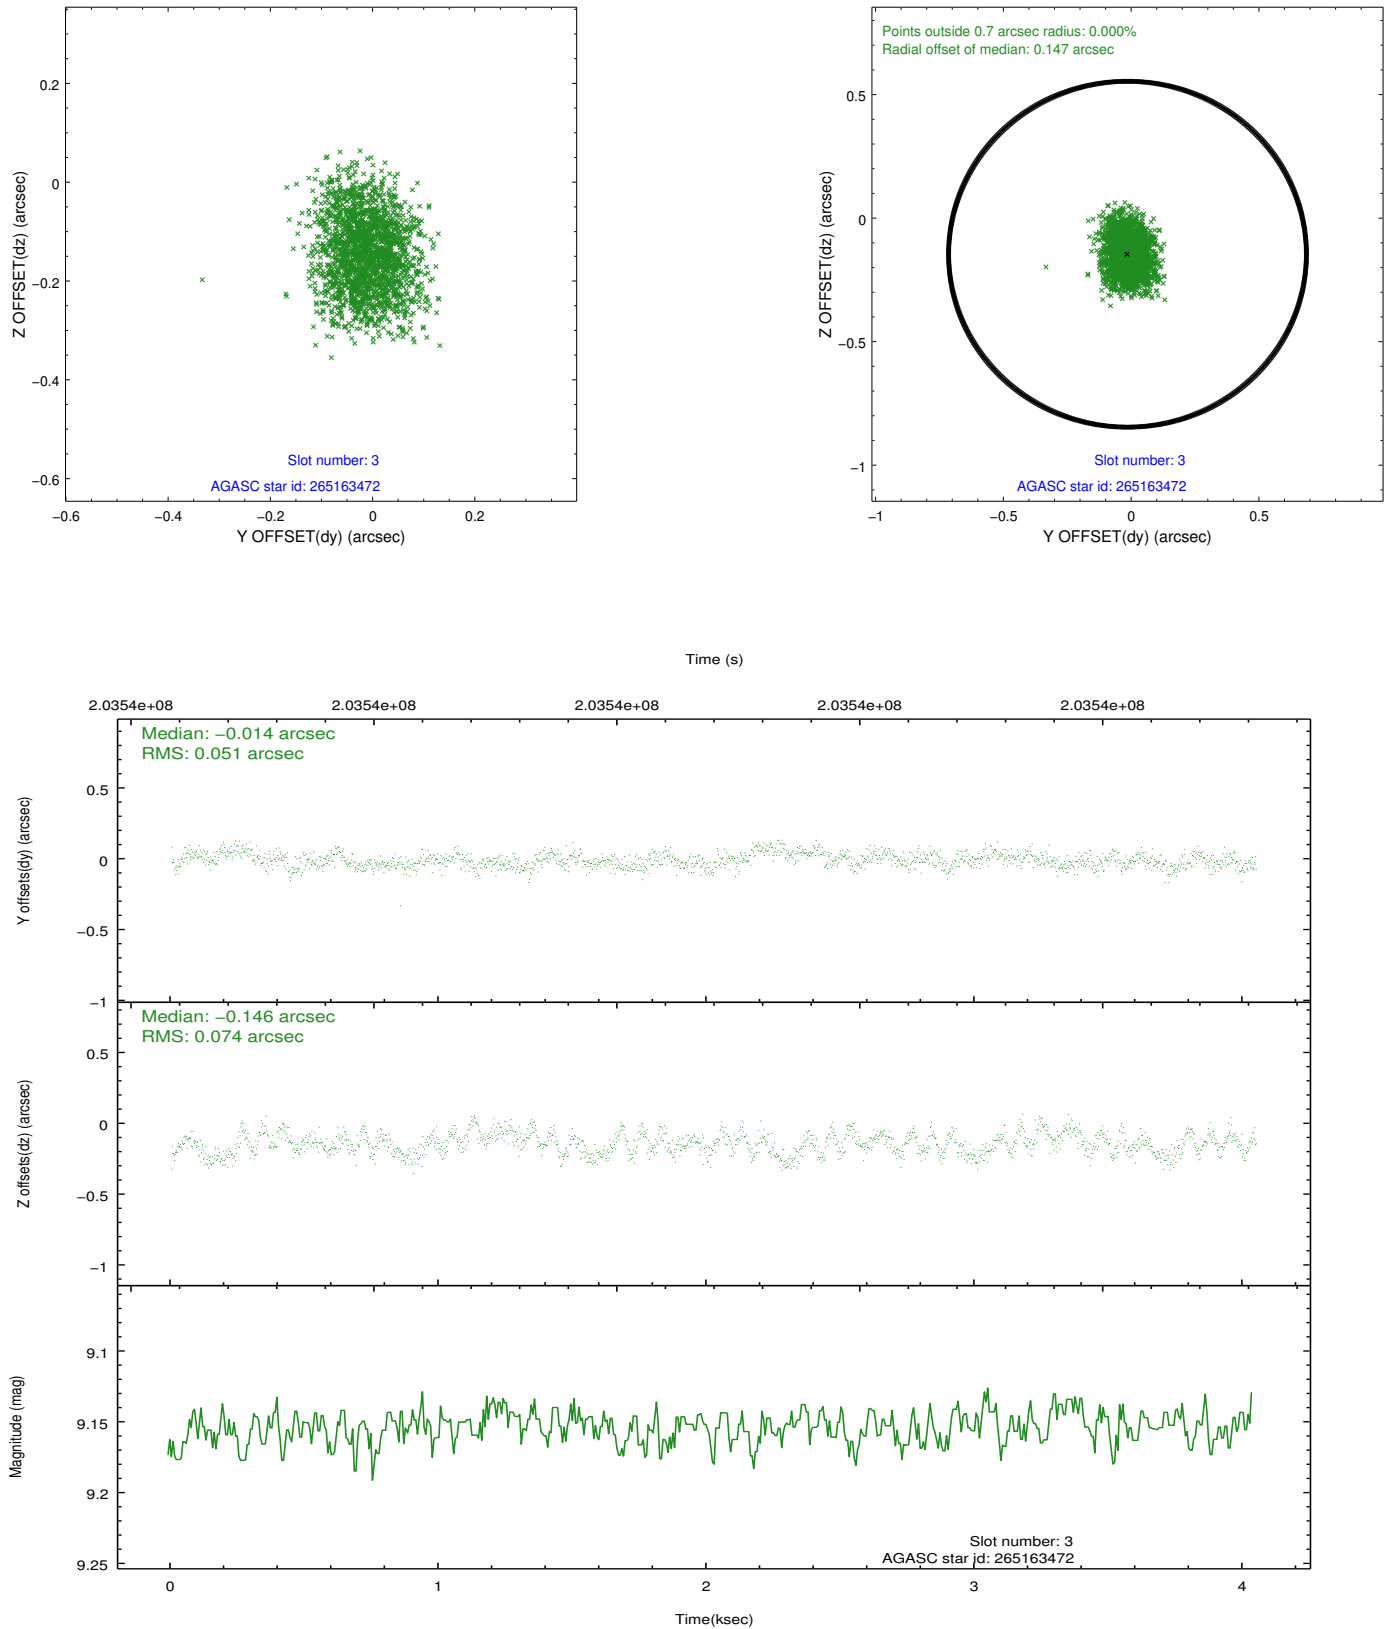 0.2
0
−0.2
−0.4
−0.6
Z OFFSET(dz) (arcsec)
Slot number: 3
AGASC star id: 265163472
−0.6
−0.4
−0.2
0
0.2
Y OFFSET(dy) (arcsec)
Points outside 0.7 arcsec radius: 0.000%
Radial offset of median: 0.147 arcsec
0.5
0
−0.5
−1
Z OFFSET(dz) (arcsec)
Slot number: 3
AGASC star id: 265163472
−1
−0.5
0
0.5
Y OFFSET(dy) (arcsec)
Time (s)
2.0354e+08
2.0354e+08
2.0354e+08
2.0354e+08
2.0354e+08
Median: −0.014 arcsec
RMS: 0.051 arcsec
0.5
0
−0.5
−1
Y offsets(dy) (arcsec)
Median: −0.146 arcsec
RMS: 0.074 arcsec
0.5
0
−0.5
−1
Z offsets(dz) (arcsec)
9.1
9.15
9.2
9.25
Magnitude (mag)
Slot number: 3
AGASC star id: 265163472
0
1
2
3
4
Time(ksec)